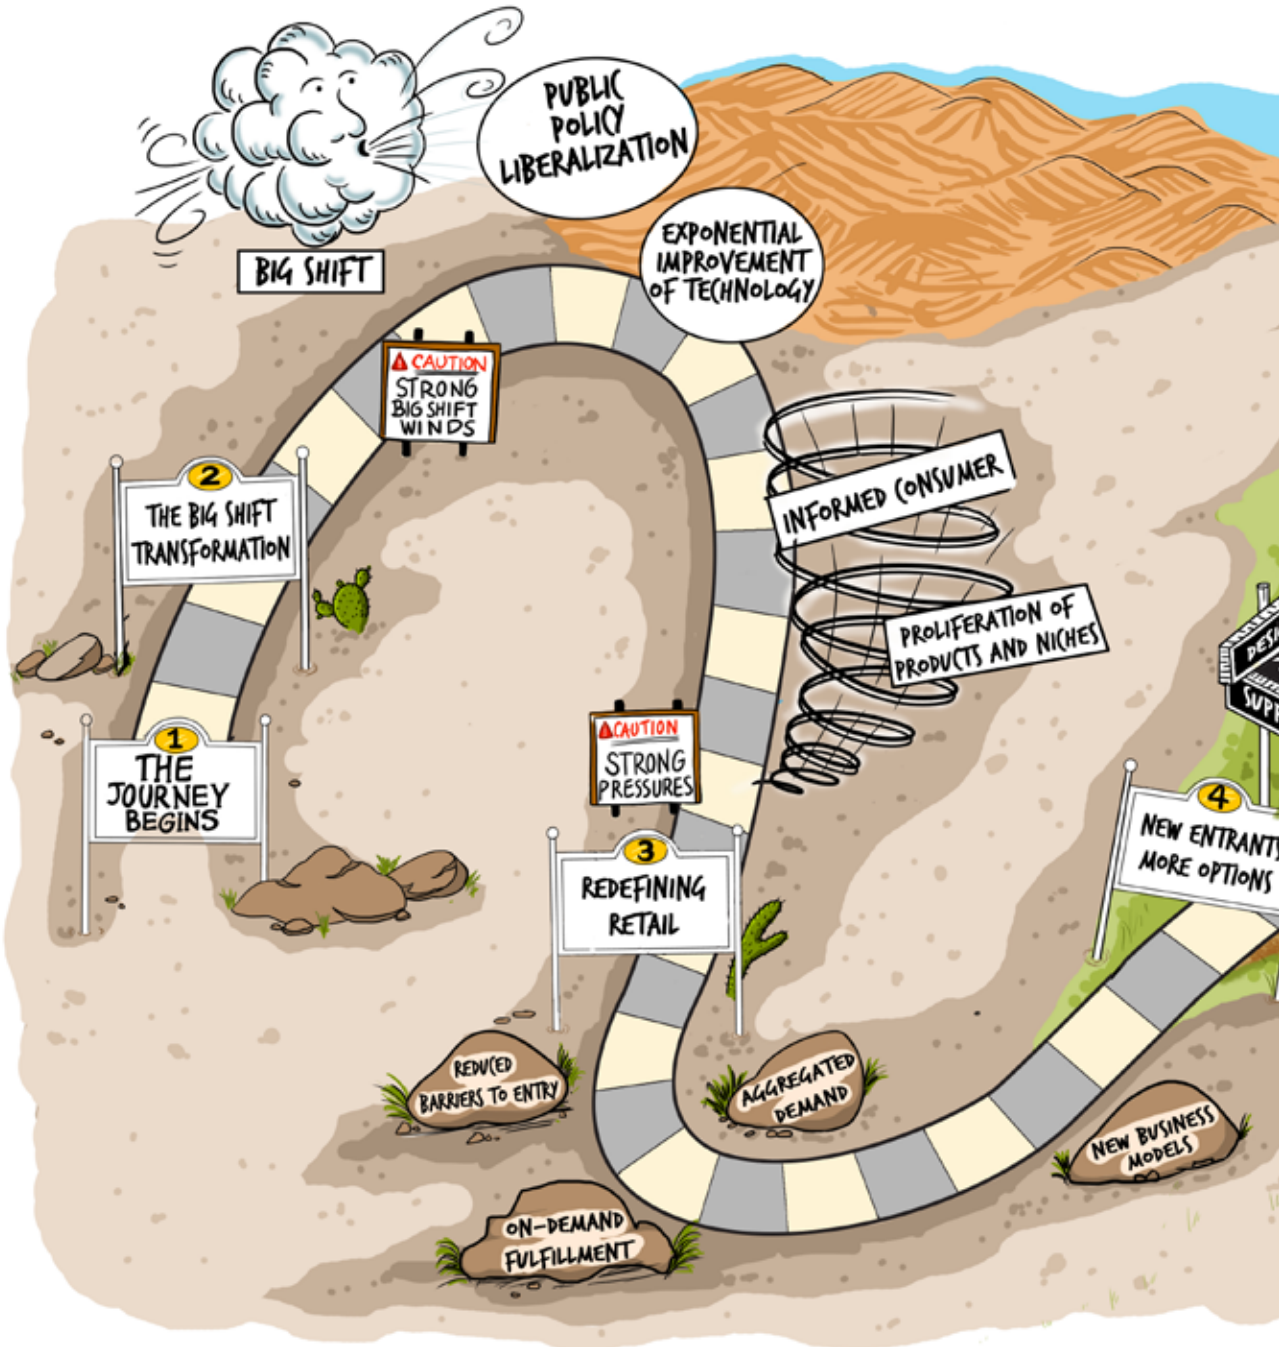 PUBLIC
POLICY
LIBERALIZATION
BIG SHIFT
EXPONENTIAL
IMPROVEMENT
OF TECHNOLOGY
CAUTION
STRONG
BIG SHIFT
WINDS
2
THE BIG SHIFT
TRANSFORMATION
INFORMED CONSUMER
PROLIFERATION OF
PRODUCTS AND NICHES
1
THE
JOURNEY
BEGINS
CAUTION
STRONG
PRESSURES
3
REDEFINING
RETAIL
4
NEW ENTRANTS
MORE OPTIONS
REDUCED
BARRIERS TO ENTRY
AGGREGATED
DEMAND
NEW BUSINESS
MODELS
ON-DEMAND
FULFILLMENT